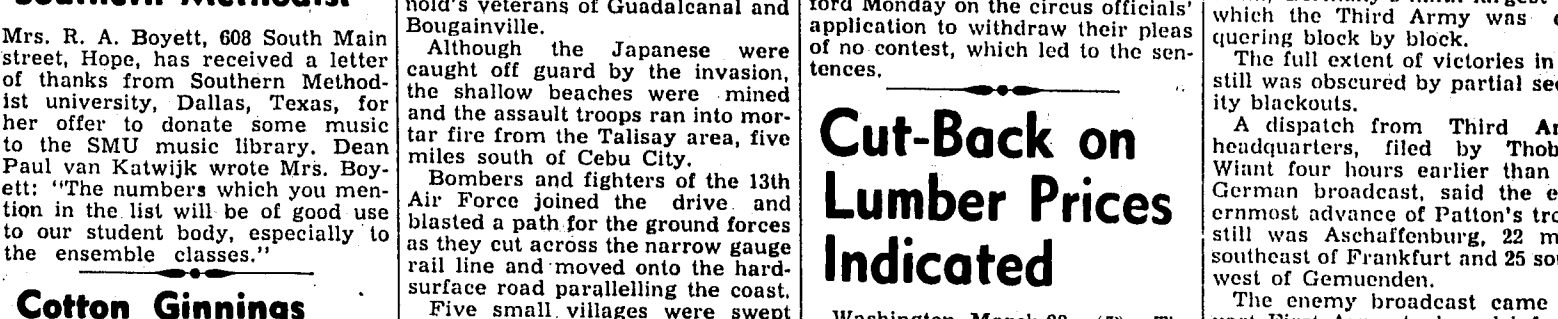 Southern Methodist
Mrs. R. A. Boyett, 608 South Main
street, Hope, has received a letter
of thanks from Southern Method-
ist university, Dallas, Texas, for
her offer to donate some music
to the SMU music library. Dean
Paul van Katwijk wrote Mrs. Boy-
ett: "The numbers which you men-
tion in the list will be of good use
to our student body, especially to
the ensemble classes."
Cotton Ginnings
nold's veterans of Guadalcanal and
Bougainville.
Although the Japanese were
caught off guard by the invasion,
the shallow beaches were mined
and the assault troops ran into mor-
tar fire from the Talisay area, five
miles south of Cebu City.
Bombers and fighters of the 13th
Air Force joined the drive and
blasted a path for the ground forces
as they cut across the narrow gauge
rail line and moved onto the hard-
surface road parallelling the coast.
Five small villages were swept
ford Monday on the circus officials'
application to withdraw their pleas
of no contest, which led to the sen-
tences.
Cut-Back on
Lumber Prices
Indicated
Washington, March
which the Third Army was
quering block by block.
The full extent of victories in
still was obscured by partial sec
ity blackouts.
A dispatch from Third Ar
headquarters, filed by Thob
Wiant four hours earlier than
German broadcast, said the e
ernmost advance of Patton's tro
still was Aschaffenburg, 22 m
southeast of Frankfurt and 25 sou
west of Gemuenden.
The enemy broadcast came